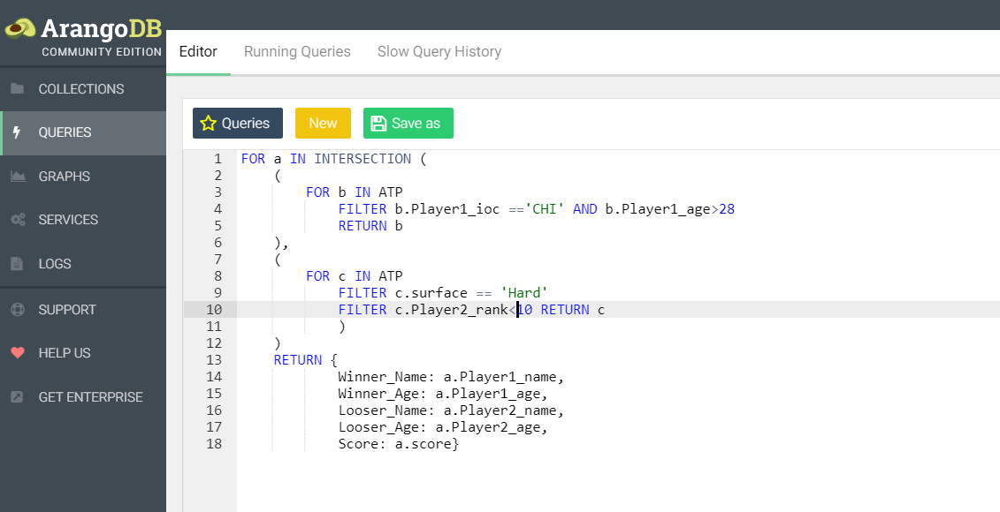 ArangoDB
COMMUNITY EDITION
Editor
Running Queries
Slow Query History
COLLECTIONS
QUERIES
GRAPHS
SERVICES
LOGS
SUPPORT
HELP US
GET ENTERPRISE
Queries
New
Save as
1 FOR a IN INTERSECTION (
2 (
3 FOR b IN ATP
4 FILTER b.Player1_ioc =='CHI' AND b.Player1_age>28
5 RETURN b
6 ),
7 (
8 FOR c IN ATP
9 FILTER c.surface == 'Hard'
10 FILTER c.Player2_rank<10 RETURN c
11 )
12 )
13 RETURN {
14 Winner_Name: a.Player1_name,
15 Winner_Age: a.Player1_age,
16 Looser_Name: a.Player2_name,
17 Looser_Age: a.Player2_age,
18 Score: a.score}